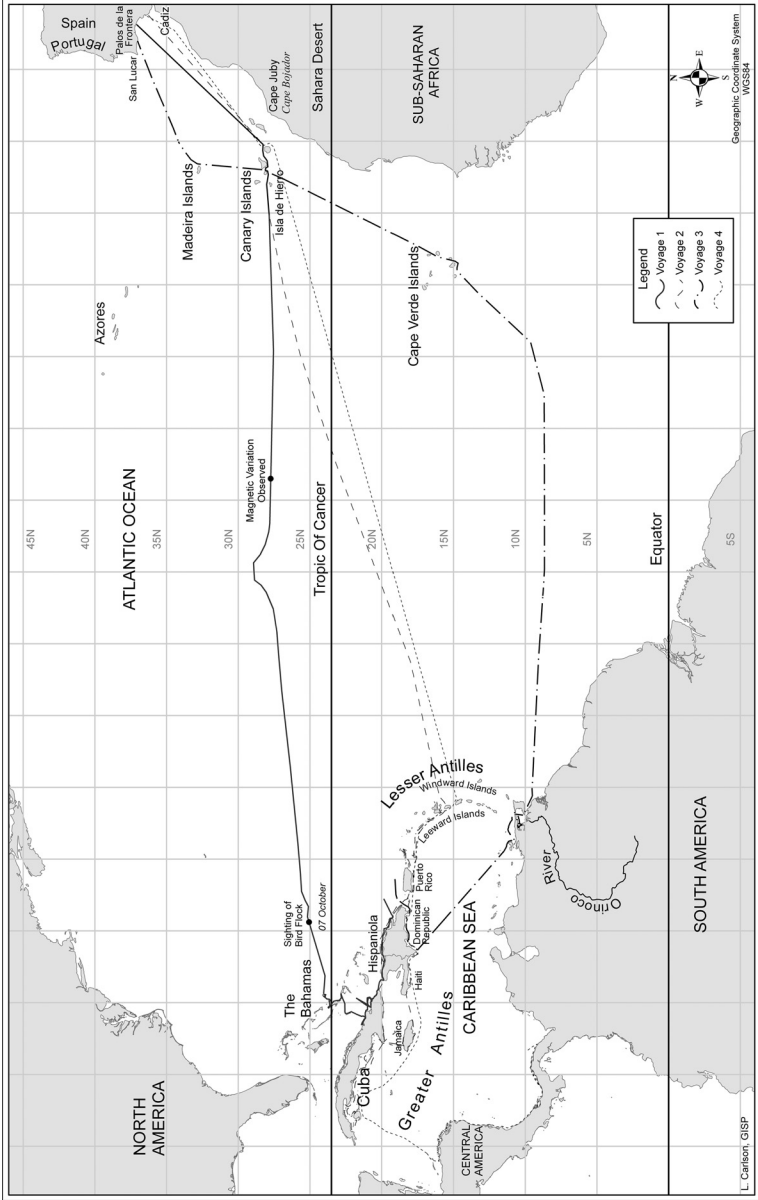 NORTH
AMERICA
ATLANTIC OCEAN
Azores
Madeira Islands
Canary Islands
Isla de Hierro
Spain
Portugal
Palos de la
Frontera
San Lucar
Cadiz
Cape Juby
Cape Bojador
Sahara Desert
SUB-SAHARAN
AFRICA
45N
40N
35N
30N
25N
20N
15N
10N
5N
5S
Magnetic Variation
Observed
Tropic Of Cancer
Sighting of
Bird Flock
07 October
The
Bahamas
Cuba
Hispaniola
Haiti
Dominican
Republic
Puerto
Rico
Jamaica
Greater Antilles
Lesser Antilles
Windward Islands
Leeward Islands
CARIBBEAN SEA
CENTRAL
AMERICA
Cape Verde Islands
Equator
Orinoco River
SOUTH AMERICA
Legend
Voyage 1
Voyage 2
Voyage 3
Voyage 4
N
E
S
W
Geographic Coordinate System
WGS84
L. Carlson, GISP